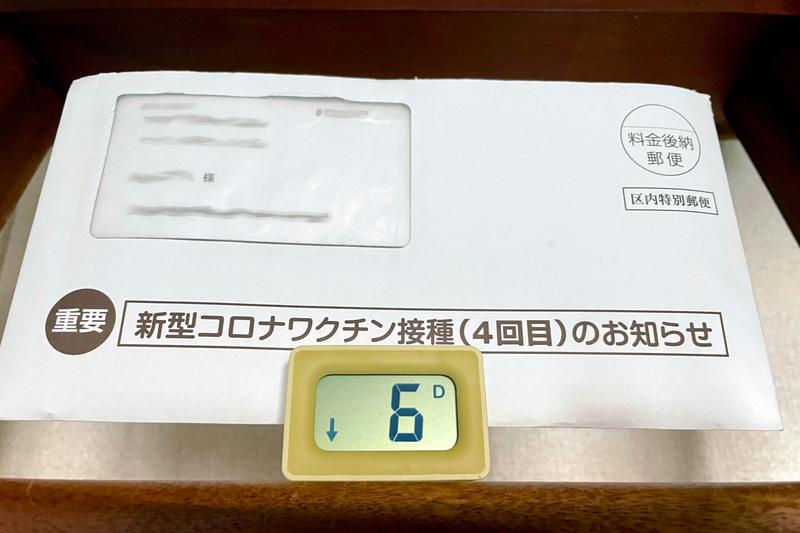 様
料金後納
郵便
区内特別郵便
重要
新型コロナワクチン接種(4回目)のお知らせ
6 D
↓